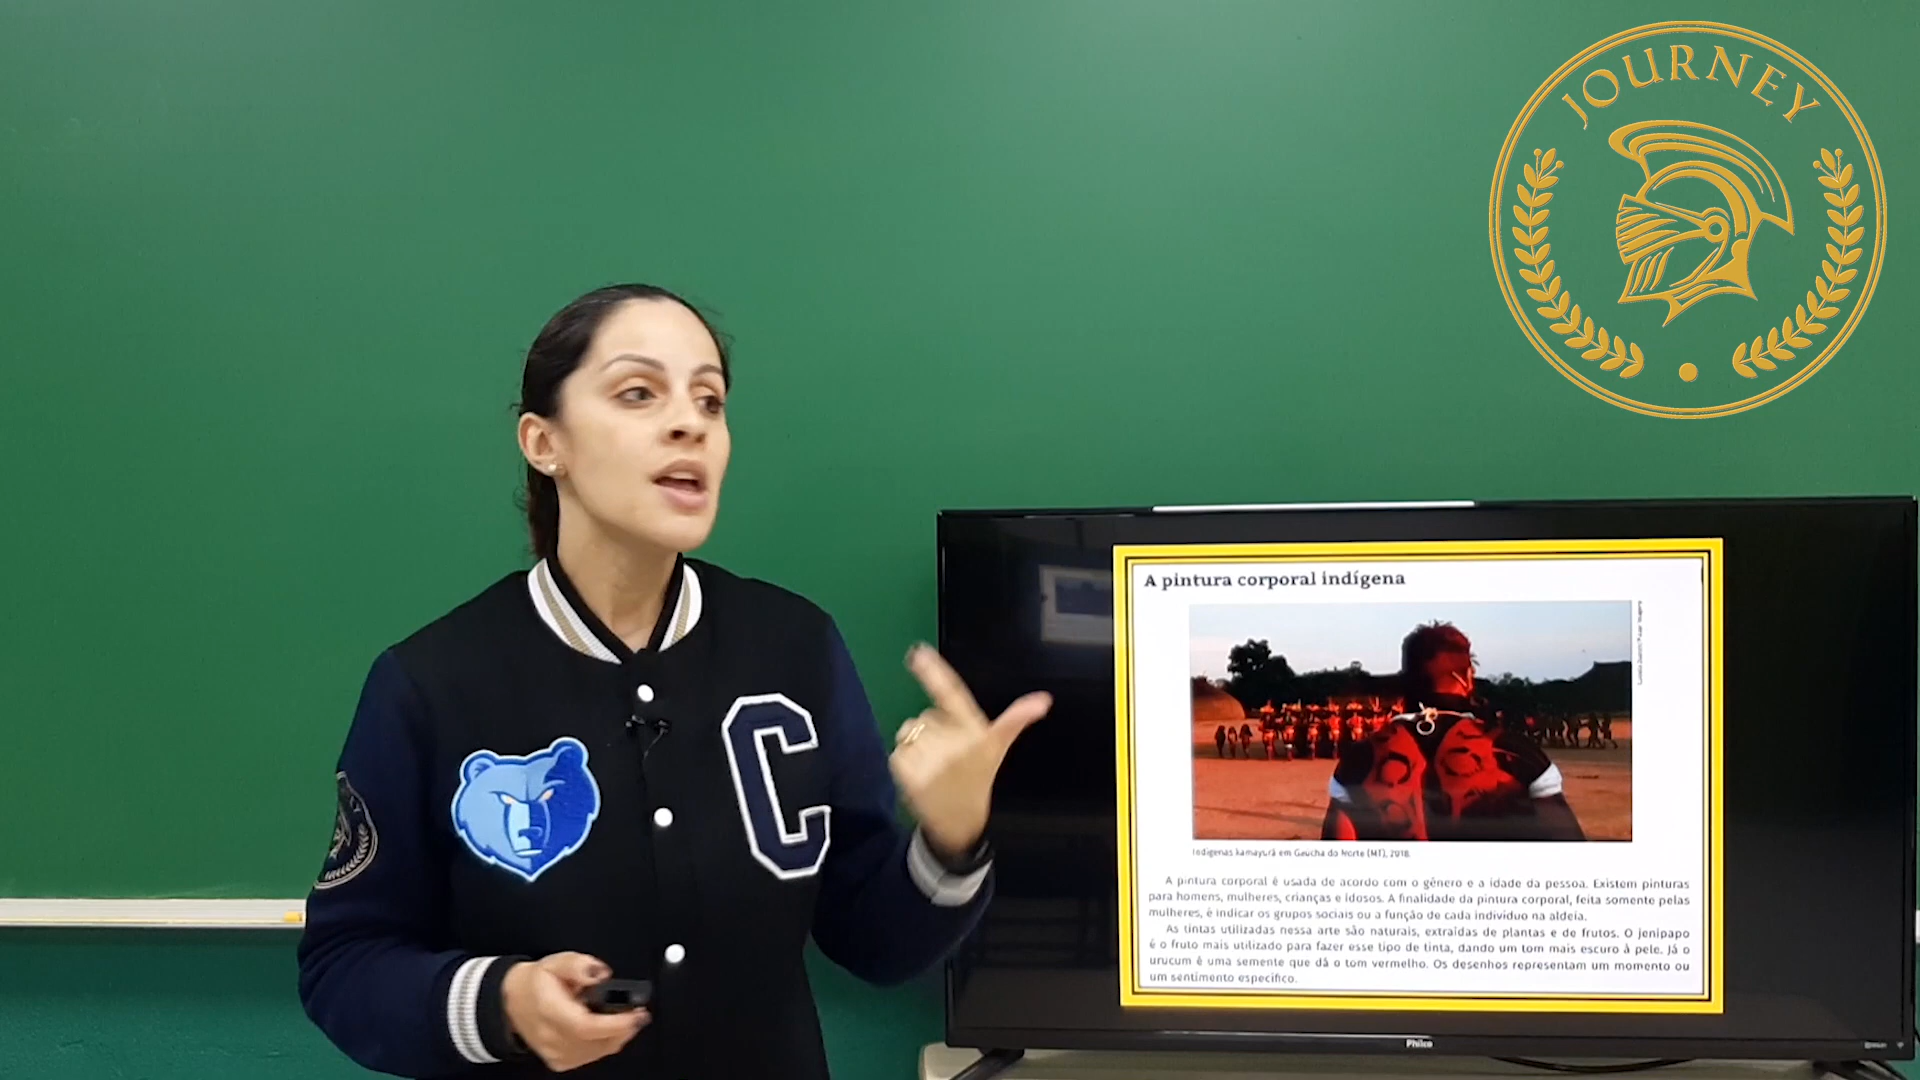 JOURNEY
C
A pintura corporal indígena
Indígenas kamayurá em Gaúcha do Norte (MT), 2018.
A pintura corporal é usada de acordo com o gênero e a idade da pessoa. Existem pinturas
para homens, mulheres, crianças e idosos. A finalidade da pintura corporal, feita somente pelas
mulheres, é indicar os grupos sociais ou a função de cada indivíduo na aldeia.
As tintas utilizadas nessa arte são naturais, extraídas de plantas e de frutos. O jenipapo
é o fruto mais utilizado para fazer esse tipo de tinta, dando um tom mais escuro à pele. Já o
urucum é uma semente que dá o tom vermelho. Os desenhos representam um momento ou
um sentimento específico.
Philco